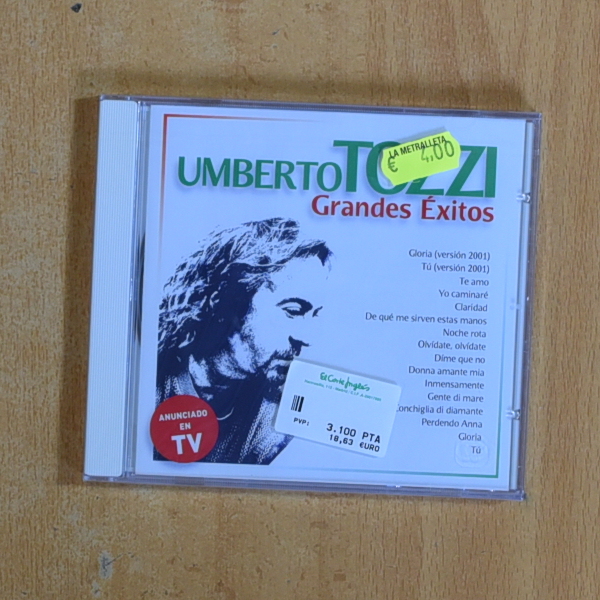 UMBERTO TOZZI
LA METRALLETA
€ 4,00
Grandes Éxitos
Gloria (versión 2001)
Tú (versión 2001)
Te amo
Yo caminaré
Claridad
De qué me sirven estas manos
Noche rota
Olvídate, olvídate
Dime que no
Donna amante mia
Inmensamente
Gente di mare
Conchiglia di diamante
Perdendo Anna
Gloria
Tú
El Corte Inglés
PVP: 3.100 PTA
18,63 €URO
ANUNCIADO
EN
TV